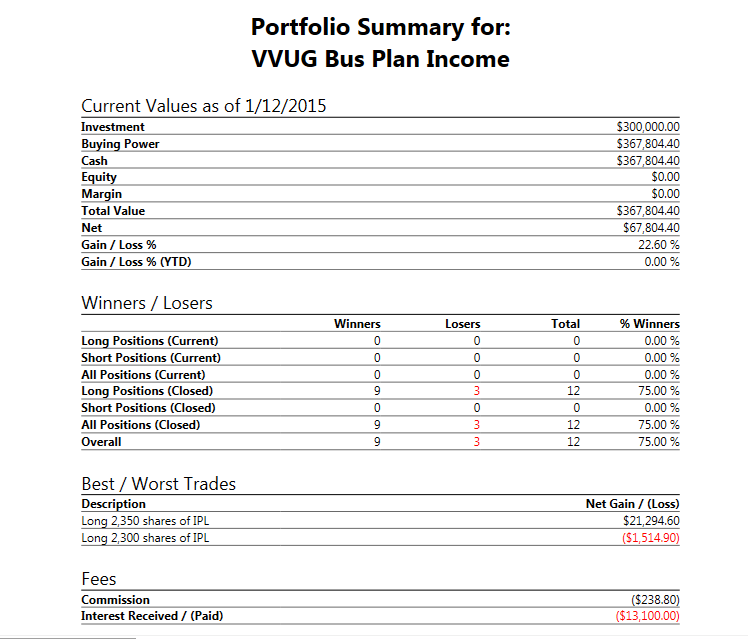 Portfolio Summary for:
VVUG Bus Plan Income
Current Values as of 1/12/2015
Investment $300,000.00
Buying Power $367,804.40
Cash $367,804.40
Equity $0.00
Margin $0.00
Total Value $367,804.40
Net $67,804.40
Gain / Loss % 22.60 %
Gain / Loss % (YTD) 0.00 %
Winners / Losers
Winners Losers Total % Winners
Long Positions (Current) 0 0 0 0.00 %
Short Positions (Current) 0 0 0 0.00 %
All Positions (Current) 0 0 0 0.00 %
Long Positions (Closed) 9 3 12 75.00 %
Short Positions (Closed) 0 0 0 0.00 %
All Positions (Closed) 9 3 12 75.00 %
Overall 9 3 12 75.00 %
Best / Worst Trades
Description Net Gain / (Loss)
Long 2,350 shares of IPL $21,294.60
Long 2,300 shares of IPL ($1,514.90)
Fees
Commission ($238.80)
Interest Received / (Paid) ($13,100.00)